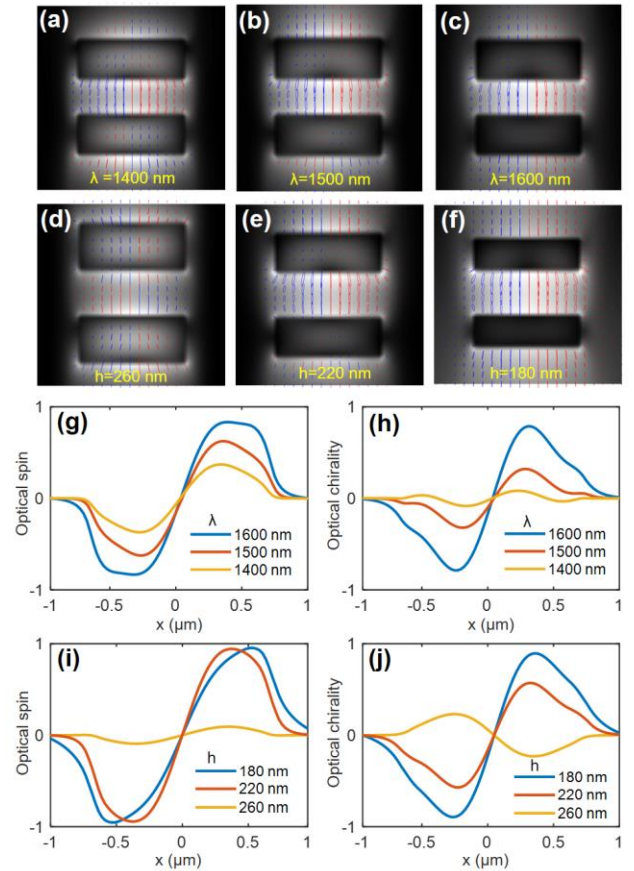 (a) (b) (c)
λ =1400 nm λ=1500 nm λ=1600 nm
(d) (e) (f)
h=260 nm h=220 nm h=180 nm
(g)
Optical spin
1
0
-1
λ
1600 nm
1500 nm
1400 nm
-1 -0.5 0 0.5 1
x (μm)
(h)
Optical chirality
1
0
-1
λ
1600 nm
1500 nm
1400 nm
-1 -0.5 0 0.5 1
x (μm)
(i)
Optical spin
1
0
-1
h
180 nm
220 nm
260 nm
-1 -0.5 0 0.5 1
x (μm)
(j)
Optical chirality
1
0
-1
h
180 nm
220 nm
260 nm
-1 -0.5 0 0.5 1
x (μm)